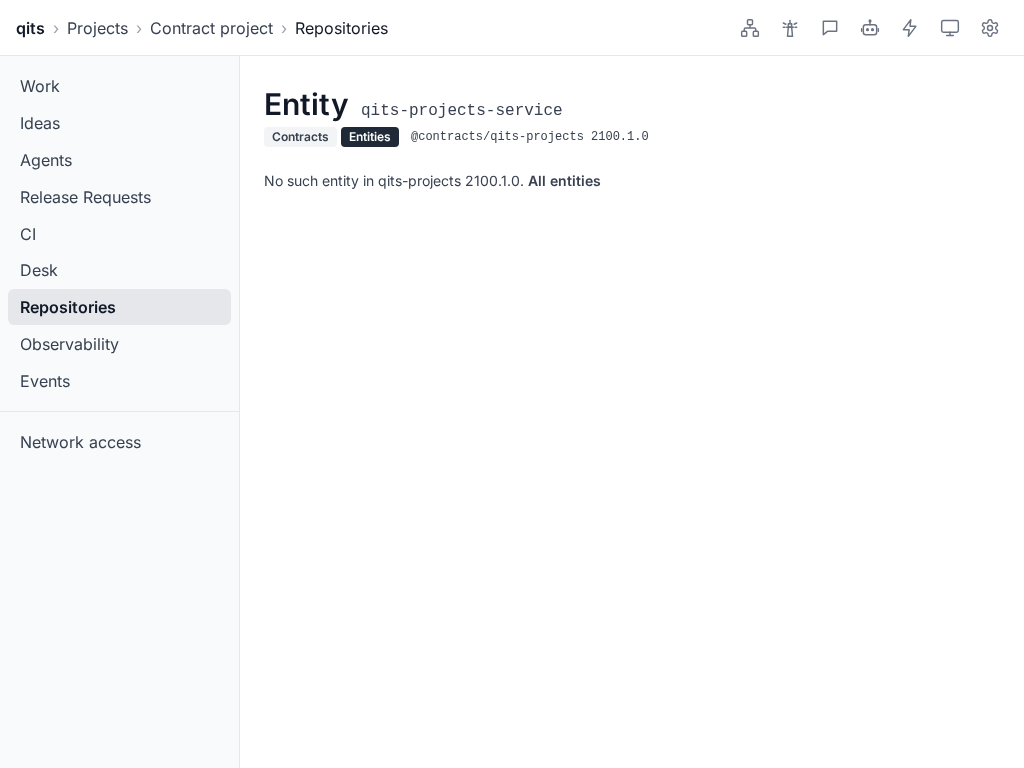 qits › Projects › Contract project › Repositories
Work
Ideas
Agents
Release Requests
CI
Desk
Repositories
Observability
Events
Network access
Entity qits-projects-service
Contracts Entities @contracts/qits-projects 2100.1.0
No such entity in qits-projects 2100.1.0. All entities